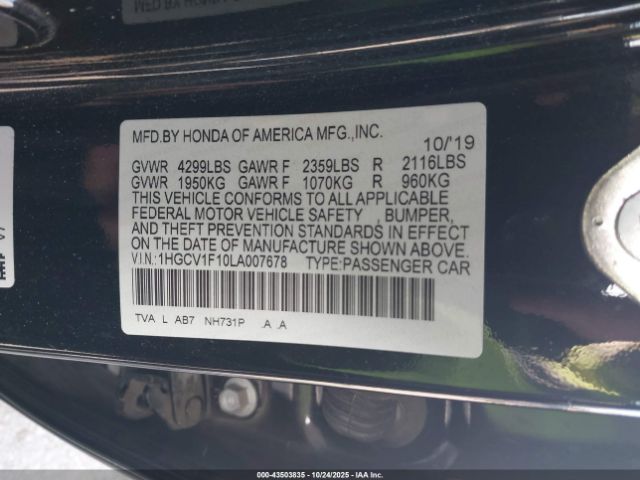 MFD.BY HONDA OF AMERICA MFG.,INC. 10/'19
GVWR 4299LBS GAWR F 2359LBS R 2116LBS
GVWR 1950KG GAWR F 1070KG R 960KG
THIS VEHICLE CONFORMS TO ALL APPLICABLE
FEDERAL MOTOR VEHICLE SAFETY , BUMPER,
AND THEFT PREVENTION STANDARDS IN EFFECT
ON THE DATE OF MANUFACTURE SHOWN ABOVE.
V.I.N.:1HGCV1F10LA007678 TYPE:PASSENGER CAR
TVA L AB7 NH731P .A .A
000-43503835 - 10/24/2025 - IAA Inc.